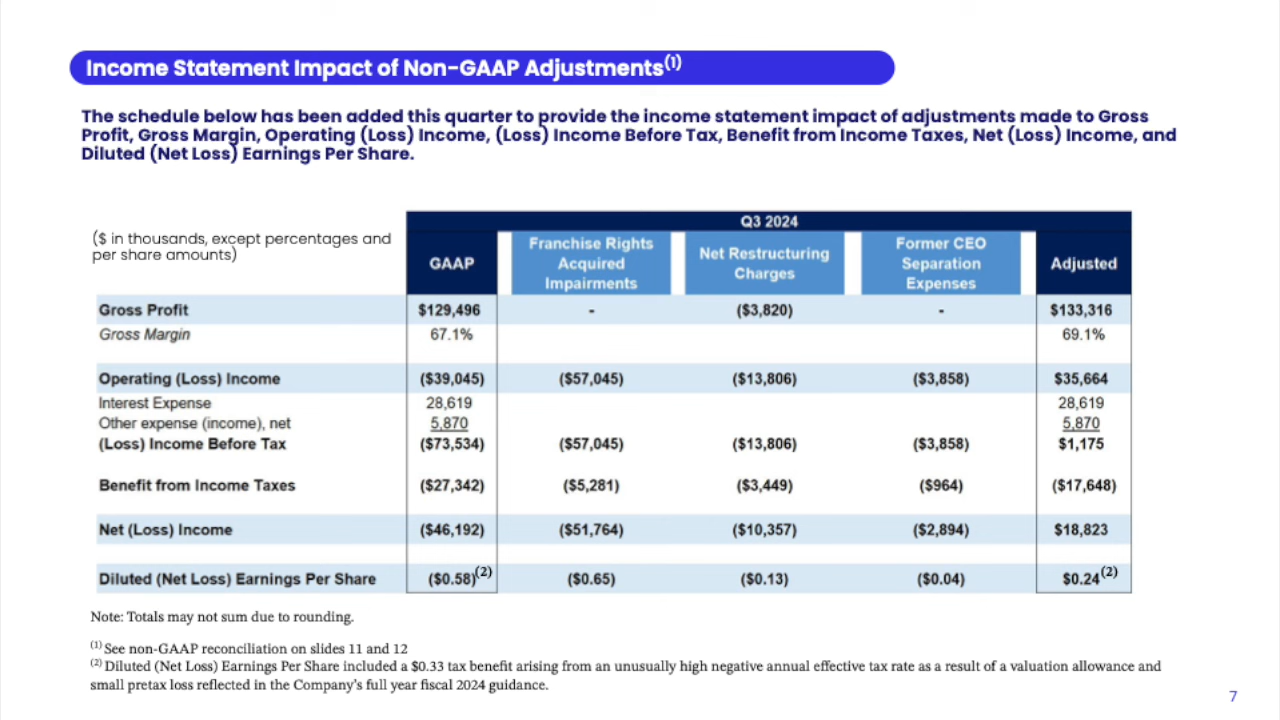 Income Statement Impact of Non-GAAP Adjustments(1)
The schedule below has been added this quarter to provide the income statement impact of adjustments made to Gross
Profit, Gross Margin, Operating (Loss) Income, (Loss) Income Before Tax, Benefit from Income Taxes, Net (Loss) Income, and
Diluted (Net Loss) Earnings Per Share.
($ in thousands, except percentages and
per share amounts)
Q3 2024
GAAP
Franchise Rights
Acquired
Impairments
Net Restructuring
Charges
Former CEO
Separation
Expenses
Adjusted
Gross Profit $129,496 - ($3,820) - $133,316
Gross Margin 67.1% 69.1%
Operating (Loss) Income ($39,045) ($57,045) ($13,806) ($3,858) $35,664
Interest Expense 28,619 28,619
Other expense (income), net 5,870 5,870
(Loss) Income Before Tax ($73,534) ($57,045) ($13,806) ($3,858) $1,175
Benefit from Income Taxes ($27,342) ($5,281) ($3,449) ($964) ($17,648)
Net (Loss) Income ($46,192) ($51,764) ($10,357) ($2,894) $18,823
Diluted (Net Loss) Earnings Per Share ($0.58)(2) ($0.65) ($0.13) ($0.04) $0.24(2)
Note: Totals may not sum due to rounding.
(1) See non-GAAP reconciliation on slides 11 and 12
(2) Diluted (Net Loss) Earnings Per Share included a $0.33 tax benefit arising from an unusually high negative annual effective tax rate as a result of a valuation allowance and
small pretax loss reflected in the Company's full year fiscal 2024 guidance.
7